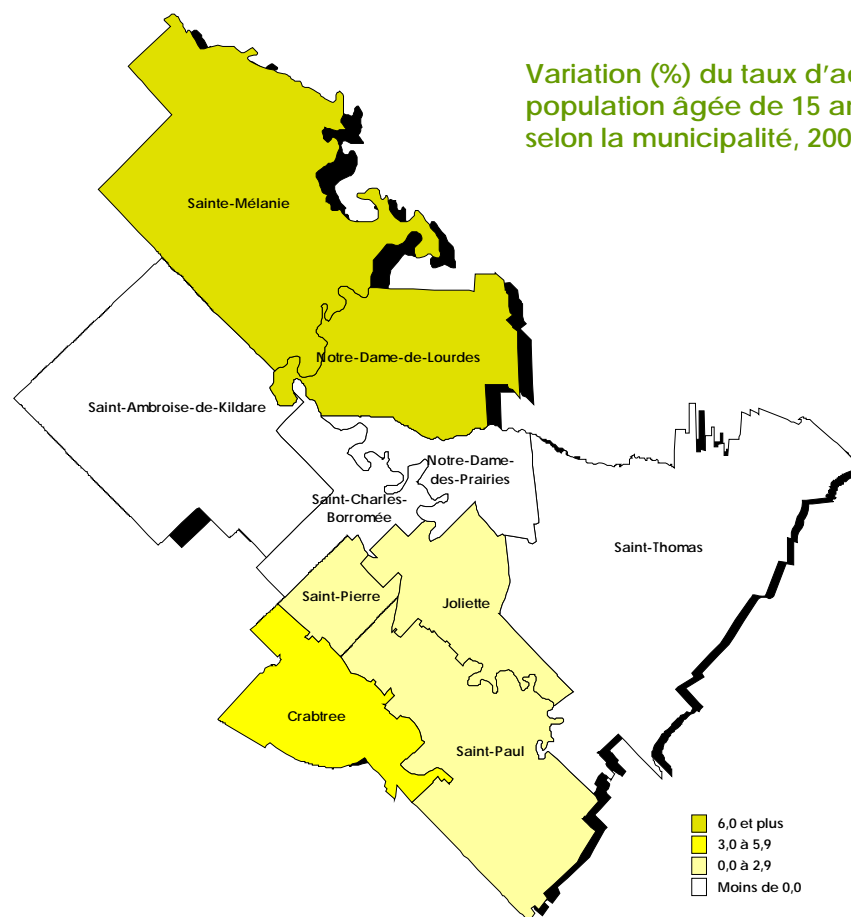 Variation (%) du taux d'ac
population âgée de 15 an
selon la municipalité, 200
Sainte-Mélanie
Notre-Dame-de-Lourdes
Saint-Ambroise-de-Kildare
Notre-Dame-
des-Prairies
Saint-Charles-
Borromée
Saint-Thomas
Saint-Pierre
Joliette
Crabtree
Saint-Paul
6,0 et plus
3,0 à 5,9
0,0 à 2,9
Moins de 0,0